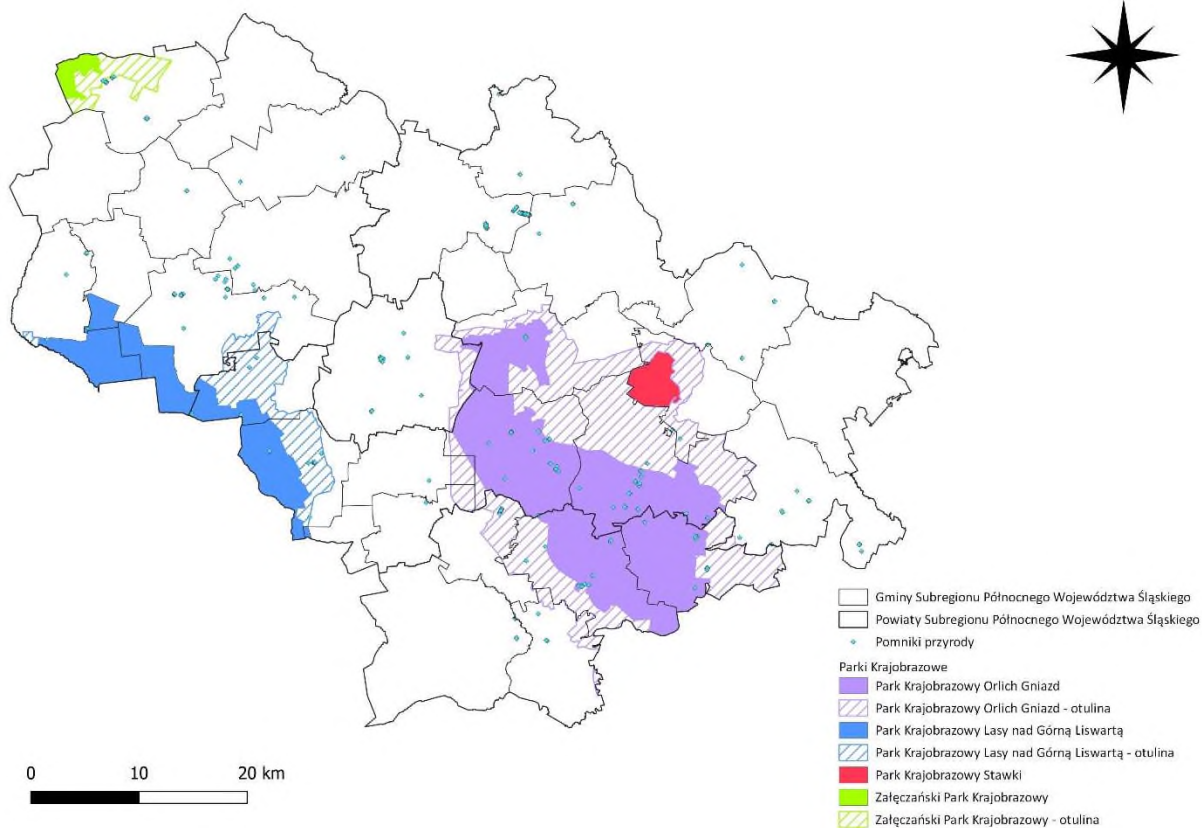 Gminy Subregionu Północnego Województwa Śląskiego
Powiaty Subregionu Północnego Województwa Śląskiego
Pomniki przyrody
Parki Krajobrazowe
Park Krajobrazowy Orlich Gniazd
Park Krajobrazowy Orlich Gniazd - otulina
Park Krajobrazowy Lasy nad Górną Liswartą
Park Krajobrazowy Lasy nad Górną Liswartą - otulina
Park Krajobrazowy Stawki
Załęczański Park Krajobrazowy
Załęczański Park Krajobrazowy - otulina
0 10 20 km